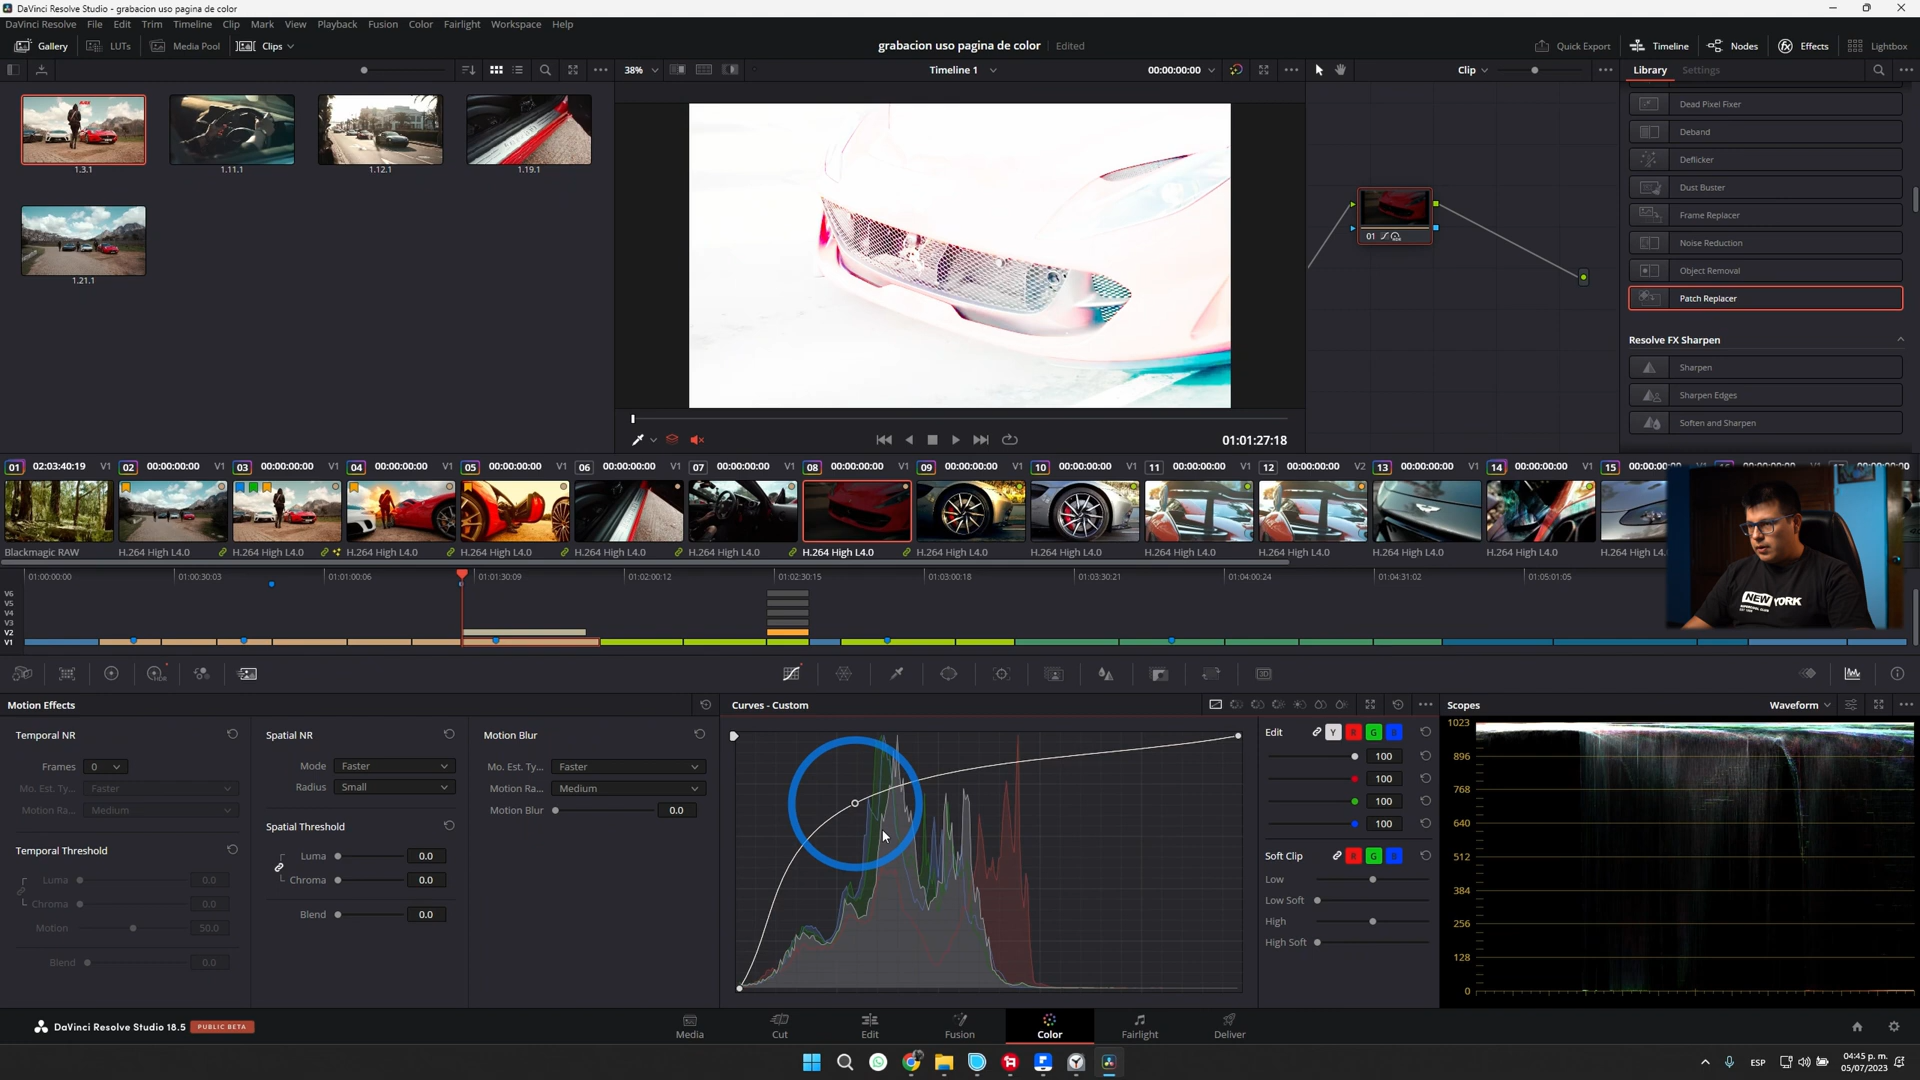 DaVinci Resolve Studio - grabacion uso pagina de color
DaVinci Resolve File Edit Trim Timeline Clip Mark View Playback Fusion Color Fairlight Workspace Help
Gallery LUTs Media Pool Clips grabacion uso pagina de color Edited Quick Export Timeline Nodes Effects Lightbox
38% Timeline 1 00:00:00:00 Clip Library Settings
1.3.1 1.11.1 1.12.1 1.19.1
1.21.1
01
Dead Pixel Fixer
Deband
Deflicker
Dust Buster
Frame Replacer
Noise Reduction
Object Removal
Patch Replacer
Resolve FX Sharpen
Sharpen
Sharpen Edges
Soften and Sharpen
01:01:27:18
01 02:03:40:19 V1 02 00:00:00:00 V1 03 00:00:00:00 V1 04 00:00:00:00 V1 05 00:00:00:00 V1 06 00:00:00:00 V1 07 00:00:00:00 V1 08 00:00:00:00 V1 09 00:00:00:00 V1 10 00:00:00:00 V1 11 00:00:00:00 V1 12 00:00:00:00 V2 13 00:00:00:00 V1 14 00:00:00:00 V1 15
Blackmagic RAW H.264 High L4.0 H.264 High L4.0 H.264 High L4.0 H.264 High L4.0 H.264 High L4.0 H.264 High L4.0 H.264 High L4.0 H.264 High L4.0 H.264 High L4.0 H.264 High L4.0 H.264 High L4.0 H.264 High L4.0 H.264 High L4.0 H.264 High L4.0
01:00:00:00 01:00:30:03 01:01:00:06 01:01:30:09 01:02:00:12 01:02:30:15 01:03:00:18 01:03:30:21 01:04:00:24 01:04:31:02 01:05:01:05
V6
V5
V4
V3
V2
V1
NEW YORK
Motion Effects
Temporal NR
Frames 0
Mo. Est. Ty... Faster
Motion Ra... Medium
Temporal Threshold
Luma 0.0
Chroma 0.0
Motion 50.0
Blend 0.0
Spatial NR
Mode Faster
Radius Small
Spatial Threshold
Luma 0.0
Chroma 0.0
Blend 0.0
Motion Blur
Mo. Est. Ty... Faster
Motion Ra... Medium
Motion Blur 0.0
Curves - Custom
Edit Y R G B
100
100
100
100
Soft Clip R G B
Low
Low Soft
High
High Soft
Scopes Waveform
1023
896
768
640
512
384
256
128
0
DaVinci Resolve Studio 18.5 PUBLIC BETA
Media Cut Edit Fusion Color Fairlight Deliver
ESP 04:45 p. m.
05/07/2023